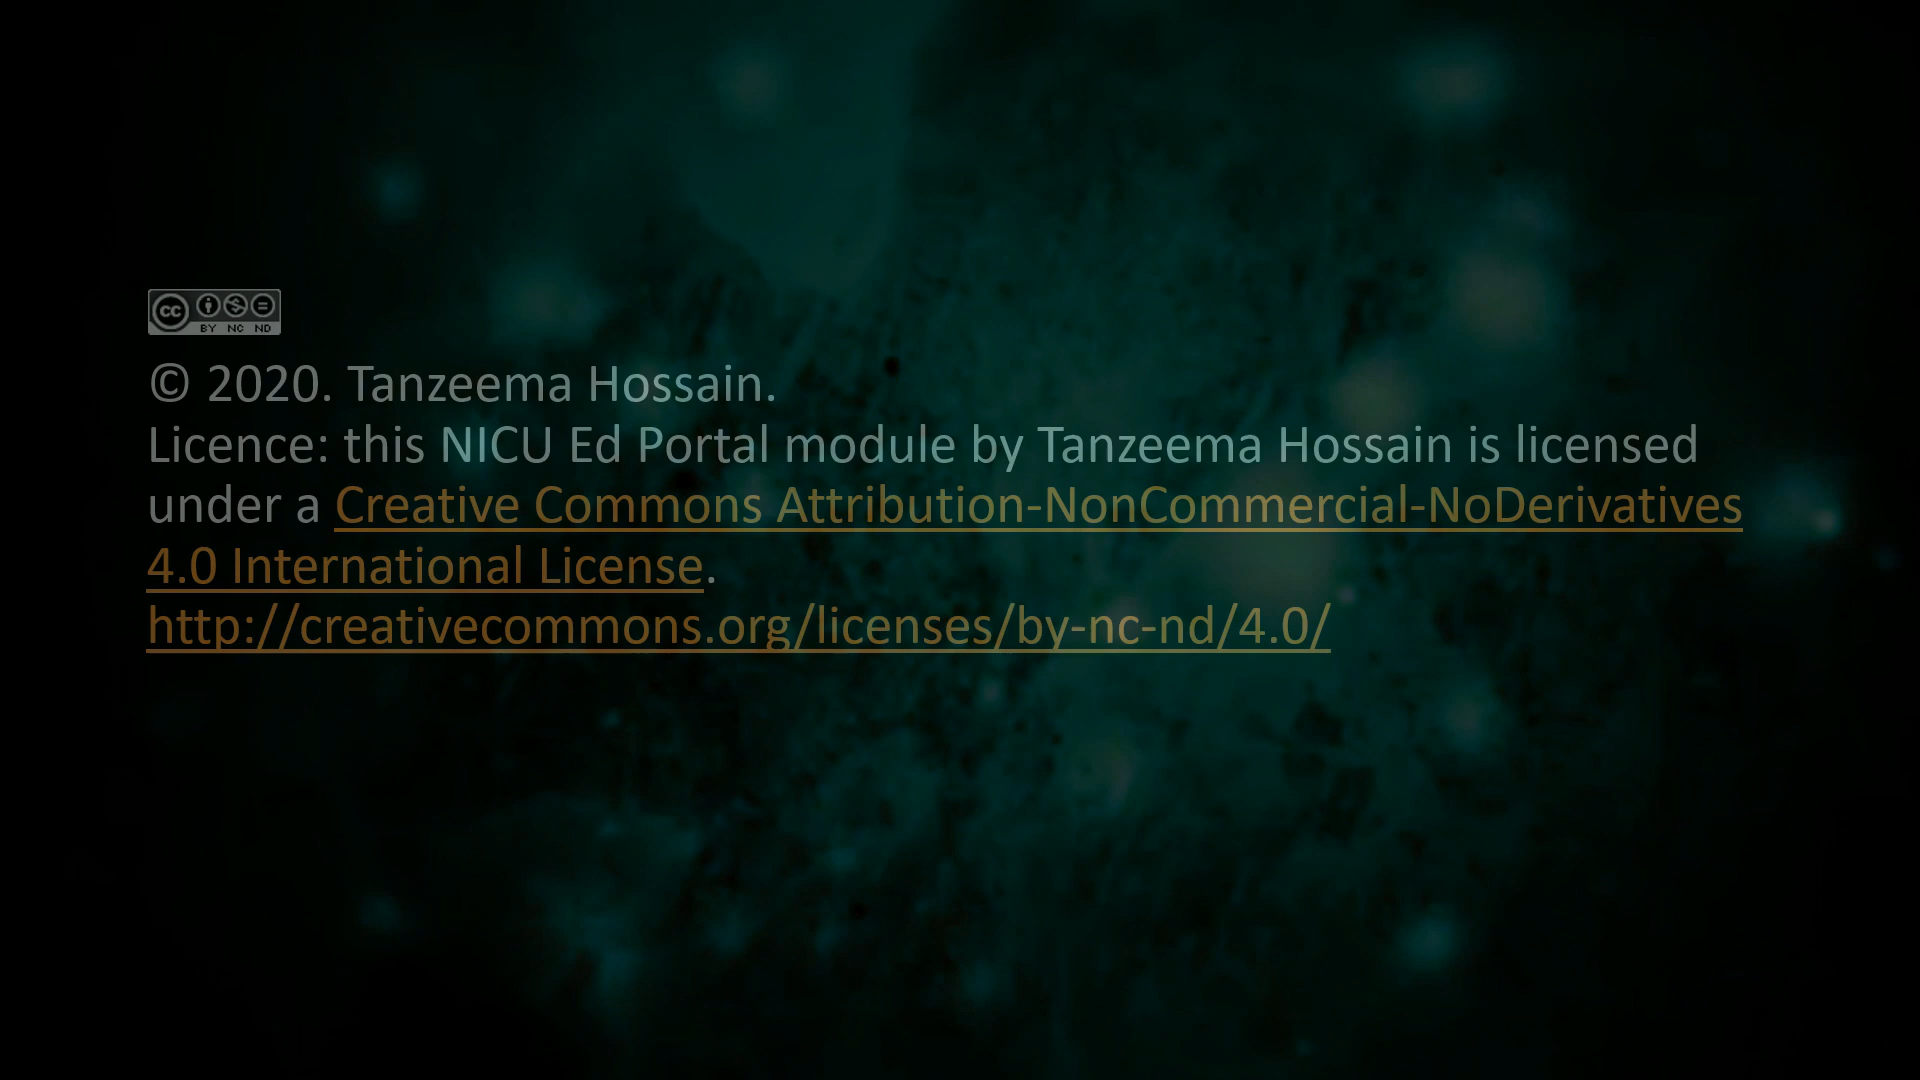 cc BY NC ND
© 2020. Tanzeema Hossain.
Licence: this NICU Ed Portal module by Tanzeema Hossain is licensed
under a Creative Commons Attribution-NonCommercial-NoDerivatives
4.0 International License.
http://creativecommons.org/licenses/by-nc-nd/4.0/